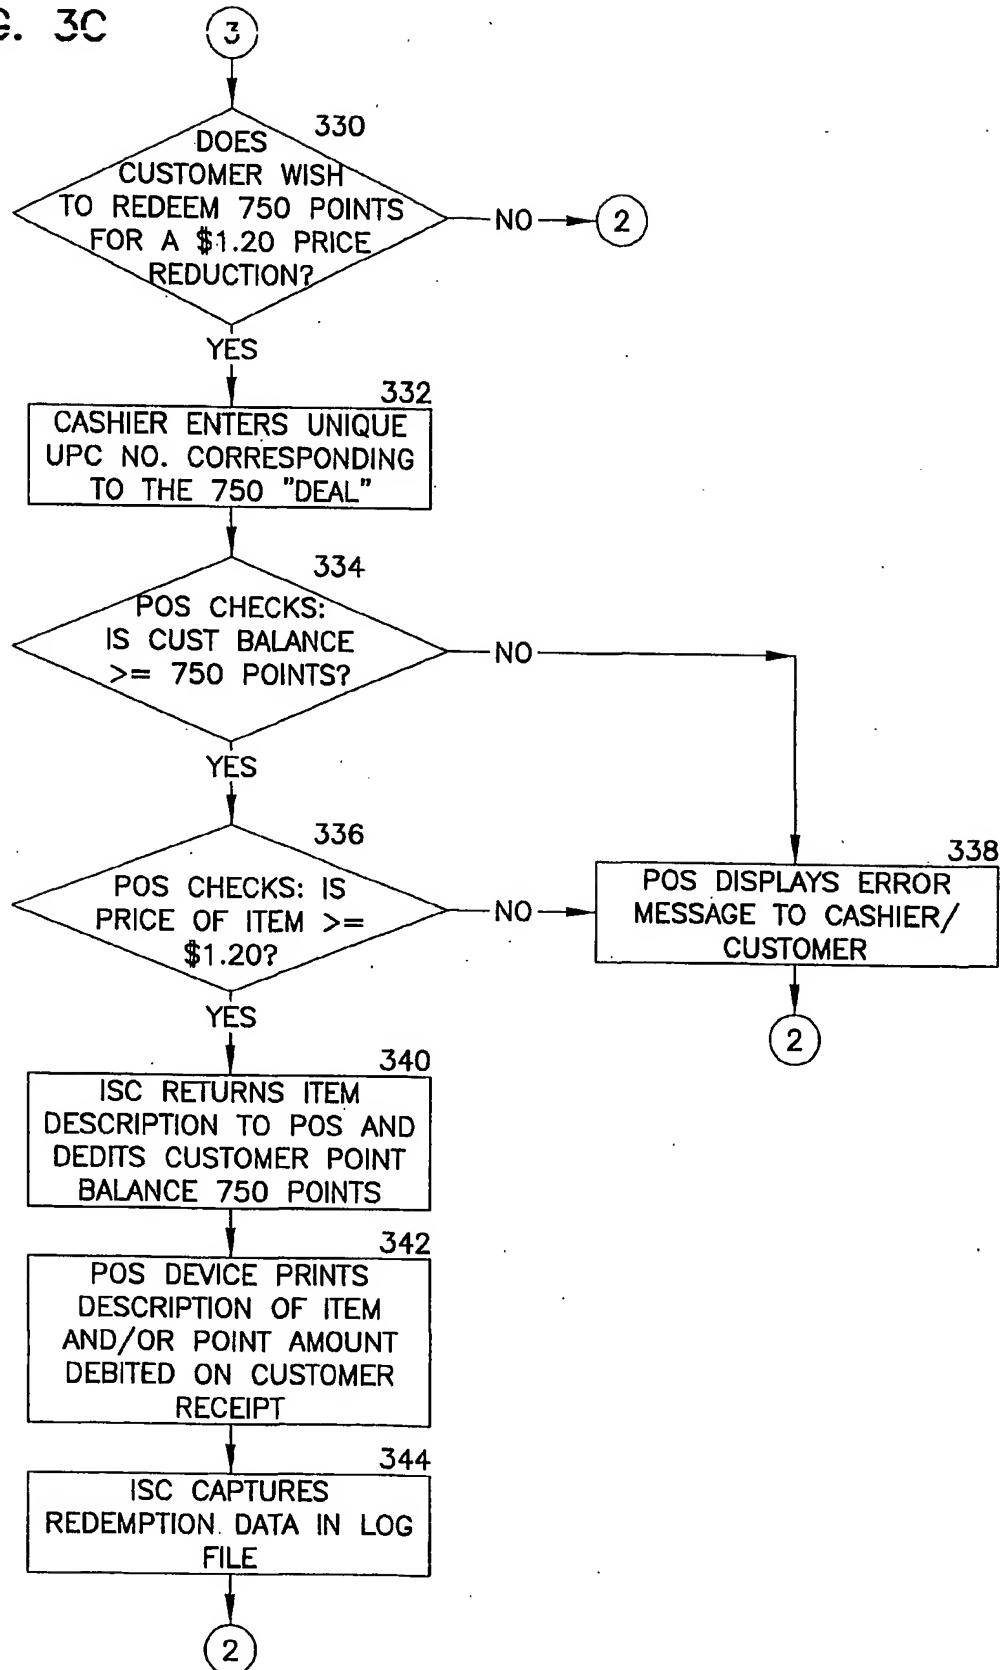 G. 3C
3
330
DOES
CUSTOMER WISH
TO REDEEM 750 POINTS
FOR A $1.20 PRICE
REDUCTION?
NO
2
YES
332
CASHIER ENTERS UNIQUE
UPC NO. CORRESPONDING
TO THE 750 "DEAL"
334
POS CHECKS:
IS CUST BALANCE
>= 750 POINTS?
NO
YES
336
POS CHECKS: IS
PRICE OF ITEM >=
$1.20?
NO
338
POS DISPLAYS ERROR
MESSAGE TO CASHIER/
CUSTOMER
2
YES
340
ISC RETURNS ITEM
DESCRIPTION TO POS AND
DEDITS CUSTOMER POINT
BALANCE 750 POINTS
342
POS DEVICE PRINTS
DESCRIPTION OF ITEM
AND/OR POINT AMOUNT
DEBITED ON CUSTOMER
RECEIPT
344
ISC CAPTURES
REDEMPTION DATA IN LOG
FILE
2